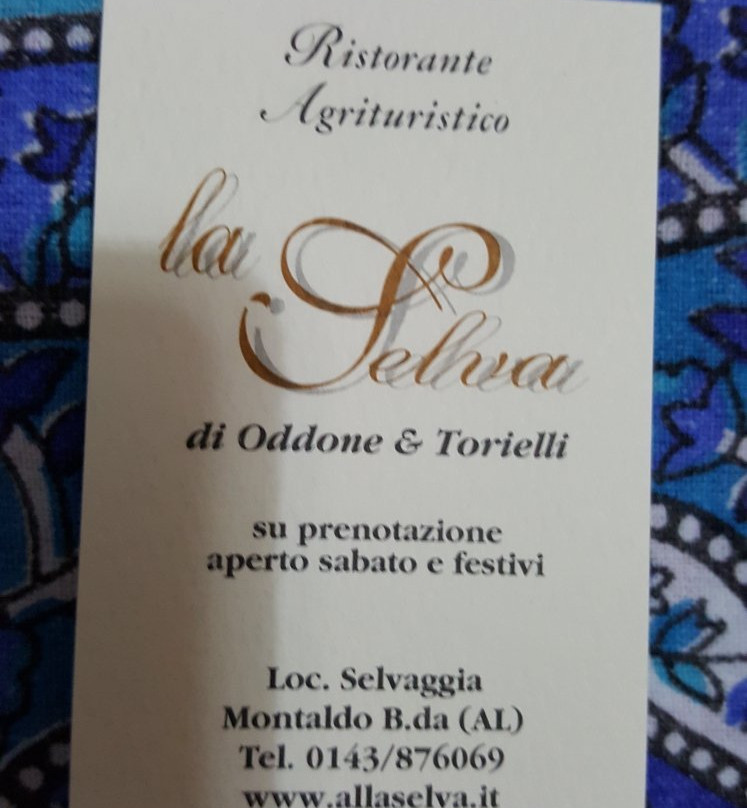 Ristorante
Agrituristico
la Selva
di Oddone & Torielli
su prenotazione
aperto sabato e festivi
Loc. Selvaggia
Montaldo B.da (AL)
Tel. 0143/876069
www.allaselva.it